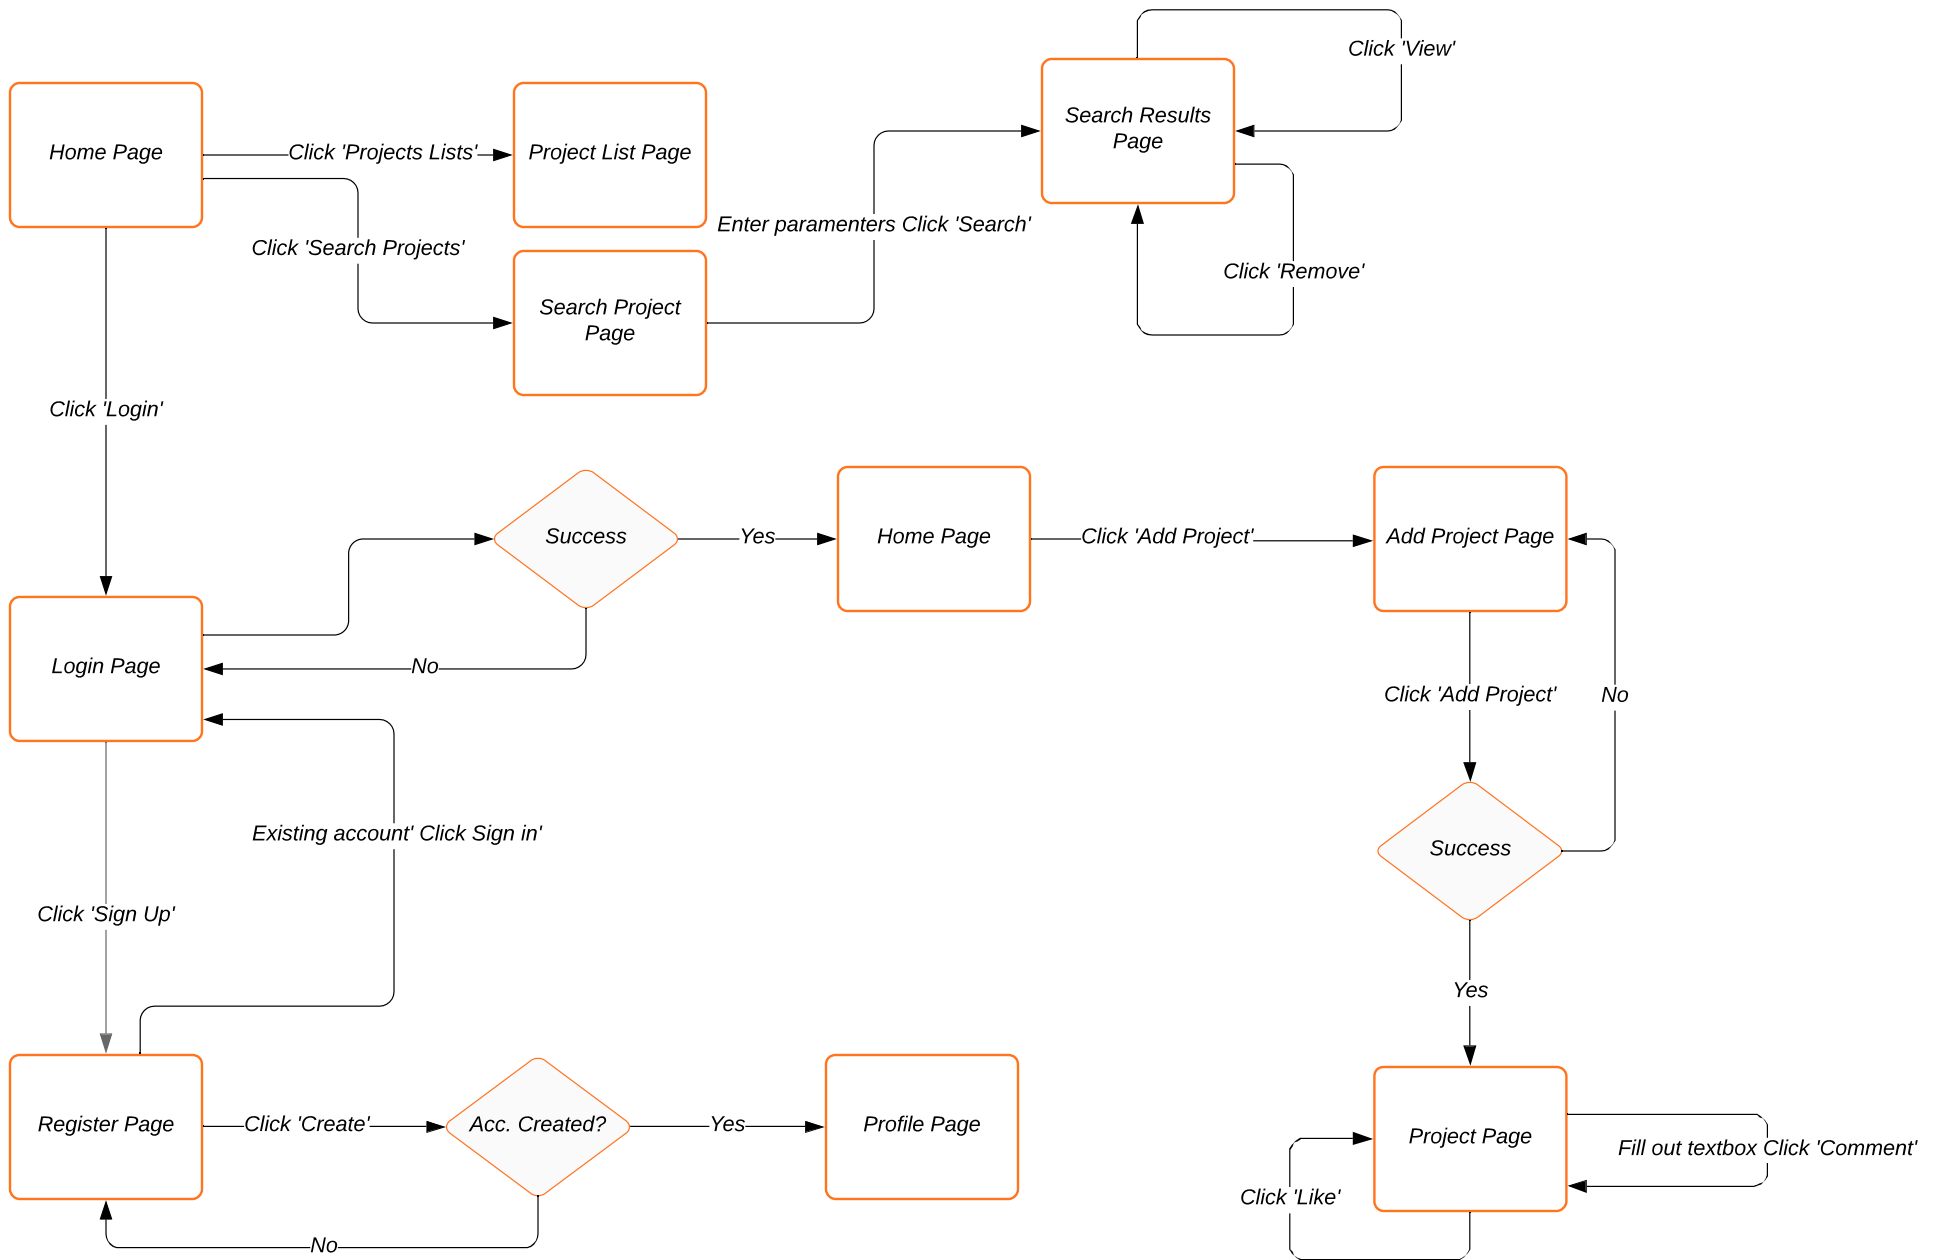 Click 'View'
Search Results
Page
Home Page
Click 'Projects Lists'
Project List Page
Enter paramenters Click 'Search'
Click 'Search Projects'
Click 'Remove'
Search Project
Page
Click 'Login'
Success
Yes
Home Page
Click 'Add Project'
Add Project Page
Login Page
No
Click 'Add Project'
No
Existing account' Click Sign in'
Success
Click 'Sign Up'
Yes
Register Page
Click 'Create'
Acc. Created?
Yes
Profile Page
Project Page
Fill out textbox Click 'Comment'
Click 'Like'
No